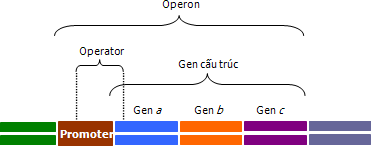 Operon
Operator
Gen cấu trúc
Gen a Gen b Gen c
Promoter